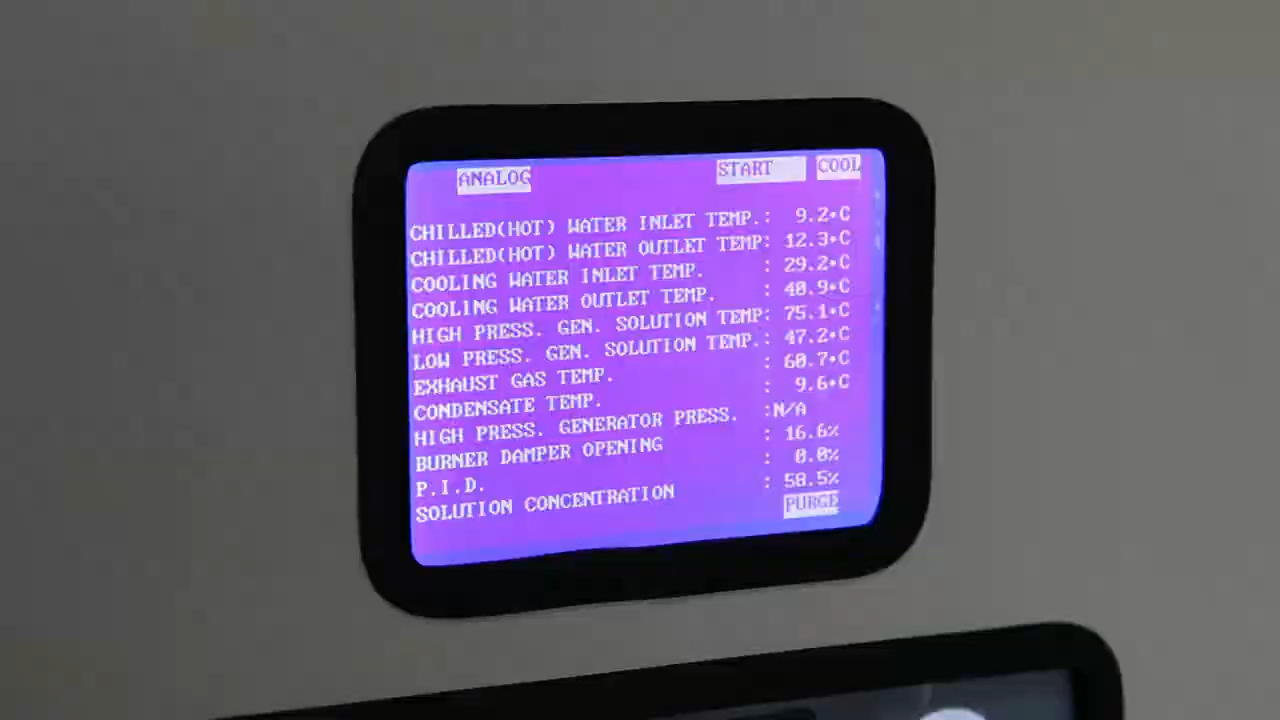 ANALOG START COOL
CHILLED(HOT) WATER INLET TEMP.: 9.2°C
CHILLED(HOT) WATER OUTLET TEMP: 12.3°C
COOLING WATER INLET TEMP. : 29.2°C
COOLING WATER OUTLET TEMP. : 40.9°C
HIGH PRESS. GEN. SOLUTION TEMP: 75.1°C
LOW PRESS. GEN. SOLUTION TEMP.: 47.2°C
EXHAUST GAS TEMP. : 60.7°C
CONDENSATE TEMP. : 9.6°C
HIGH PRESS. GENERATOR PRESS. :N/A
BURNER DAMPER OPENING : 16.6%
P.I.D. : 0.0%
SOLUTION CONCENTRATION : 58.5%
PURGE